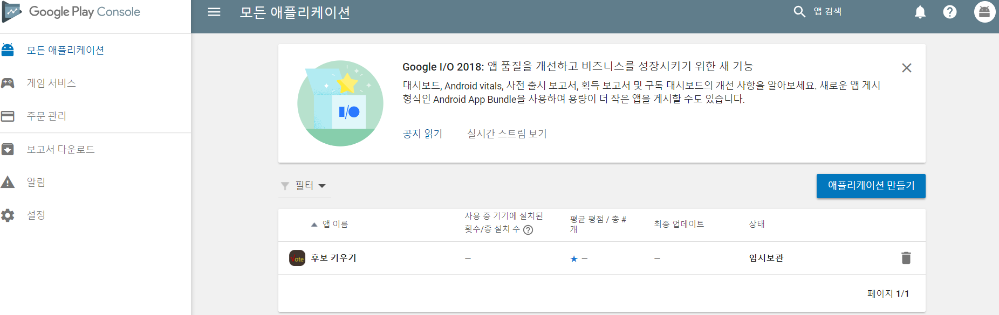 Google Play Console
모든 애플리케이션
앱 검색
모든 애플리케이션
게임 서비스
주문 관리
보고서 다운로드
알림
설정
Google I/O 2018: 앱 품질을 개선하고 비즈니스를 성장시키기 위한 새 기능
대시보드, Android vitals, 사전 출시 보고서, 획득 보고서 및 구독 대시보드의 개선 사항을 알아보세요. 새로운 앱 게시
형식인 Android App Bundle을 사용하여 용량이 더 작은 앱을 게시할 수도 있습니다.
I/O
공지 읽기 실시간 스트림 보기
필터
애플리케이션 만들기
앱 이름
사용 중 기기에 설치된
횟수/총 설치 수
평균 평점 / 총 #
개
최종 업데이트
상태
Vote
후보 키우기 – ★ – – 임시보관
페이지 1/1